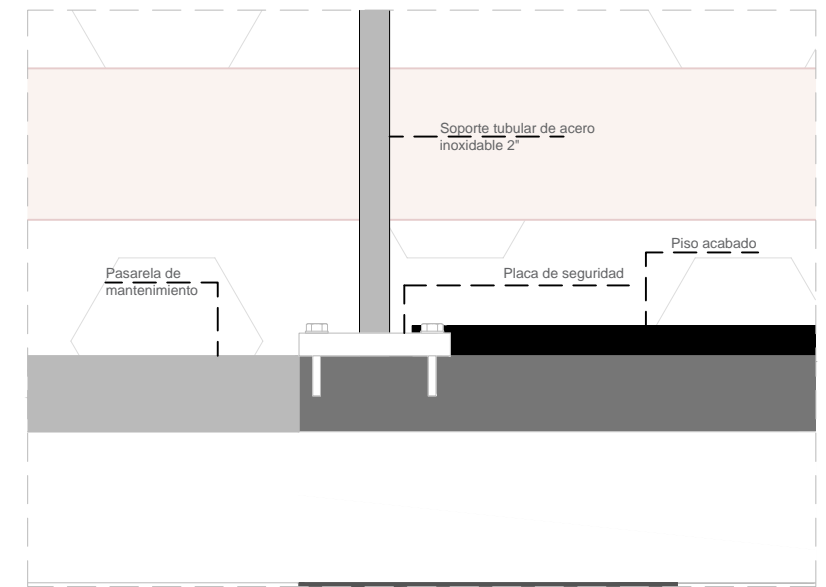 Soporte tubular de acero
inoxidable 2"
Piso acabado
Pasarela de
mantenimiento
Placa de seguridad